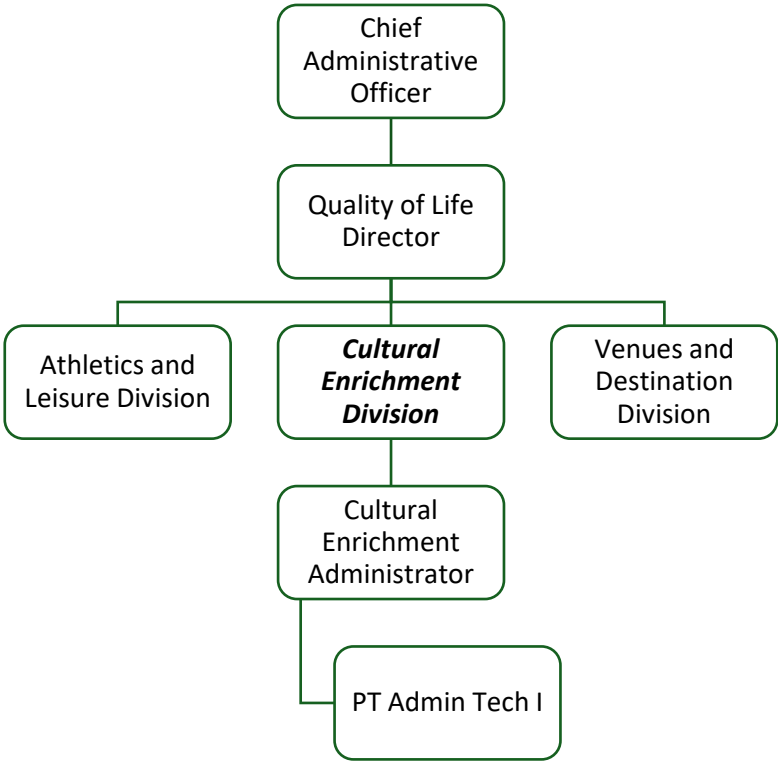 Chief
Administrative
Officer
Quality of Life
Director
Athletics and
Leisure Division
Cultural
Enrichment
Division
Venues and
Destination
Division
Cultural
Enrichment
Administrator
PT Admin Tech I